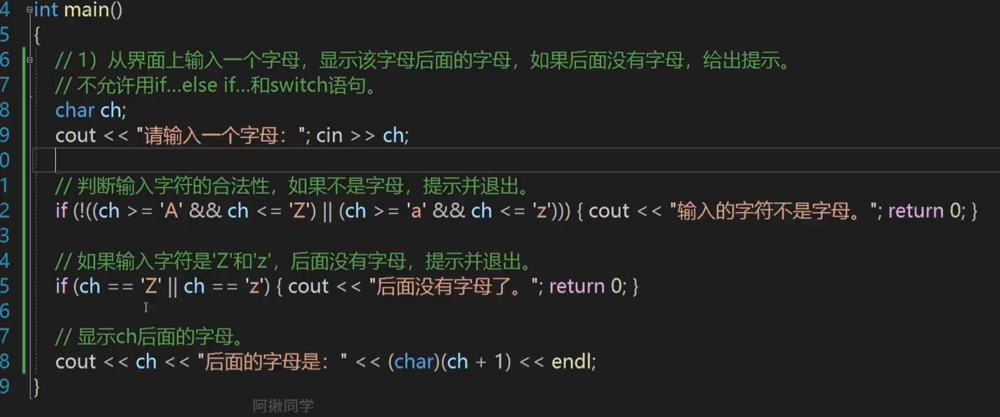 4 int main()
5 {
6 // 1）从界面上输入一个字母，显示该字母后面的字母，如果后面没有字母，给出提示。
7 // 不允许用if...else if...和switch语句。
8 char ch;
9 cout << "请输入一个字母："; cin >> ch;
0
1 // 判断输入字符的合法性，如果不是字母，提示并退出。
2 if (!((ch >= 'A' && ch <= 'Z') || (ch >= 'a' && ch <= 'z'))) { cout << "输入的字符不是字母。"; return 0; }
3
4 // 如果输入字符是'Z'和'z'，后面没有字母，提示并退出。
5 if (ch == 'Z' || ch == 'z') { cout << "后面没有字母了。"; return 0; }
6
7 // 显示ch后面的字母。
8 cout << ch << "后面的字母是：" << (char)(ch + 1) << endl;
9 }
阿揪同学